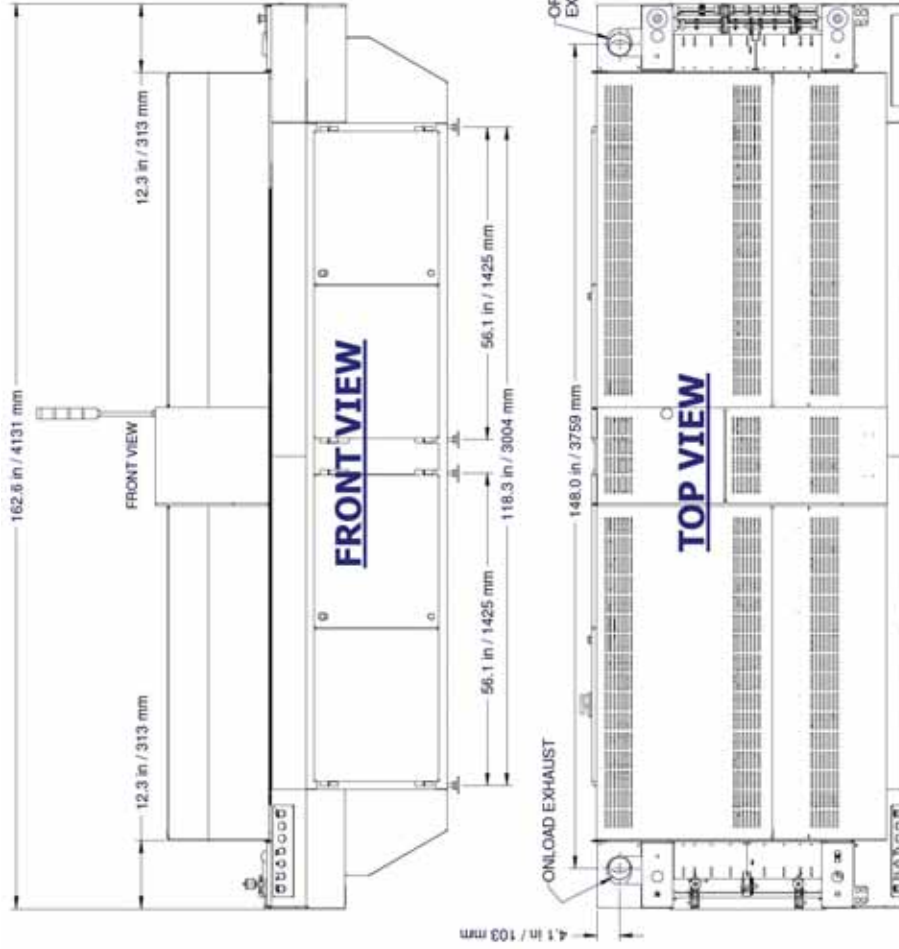 162.6 in / 4131 mm
12.3 in / 313 mm
12.3 in / 313 mm
FRONT VIEW
FRONT VIEW
56.1 in / 1425 mm
56.1 in / 1425 mm
118.3 in / 3004 mm
ONLOAD EXHAUST
148.0 in / 3759 mm
4.1 in / 103 mm
TOP VIEW